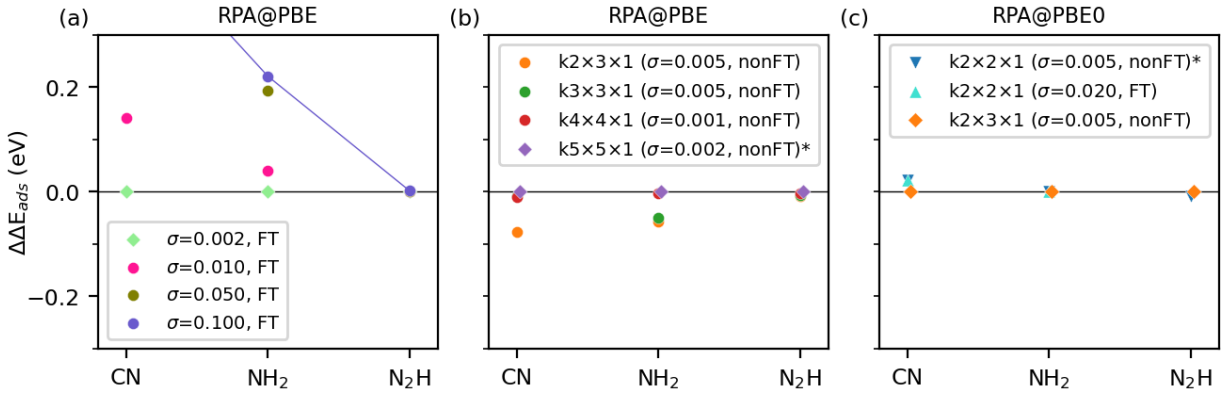 (a) RPA@PBE
ΔΔE_ads (eV)
0.2
0.0
−0.2
σ=0.002, FT
σ=0.010, FT
σ=0.050, FT
σ=0.100, FT
CN NH₂ N₂H
(b) RPA@PBE
k2×3×1 (σ=0.005, nonFT)
k3×3×1 (σ=0.005, nonFT)
k4×4×1 (σ=0.001, nonFT)
k5×5×1 (σ=0.002, nonFT)*
CN NH₂ N₂H
(c) RPA@PBE0
k2×2×1 (σ=0.005, nonFT)*
k2×2×1 (σ=0.020, FT)
k2×3×1 (σ=0.005, nonFT)
CN NH₂ N₂H